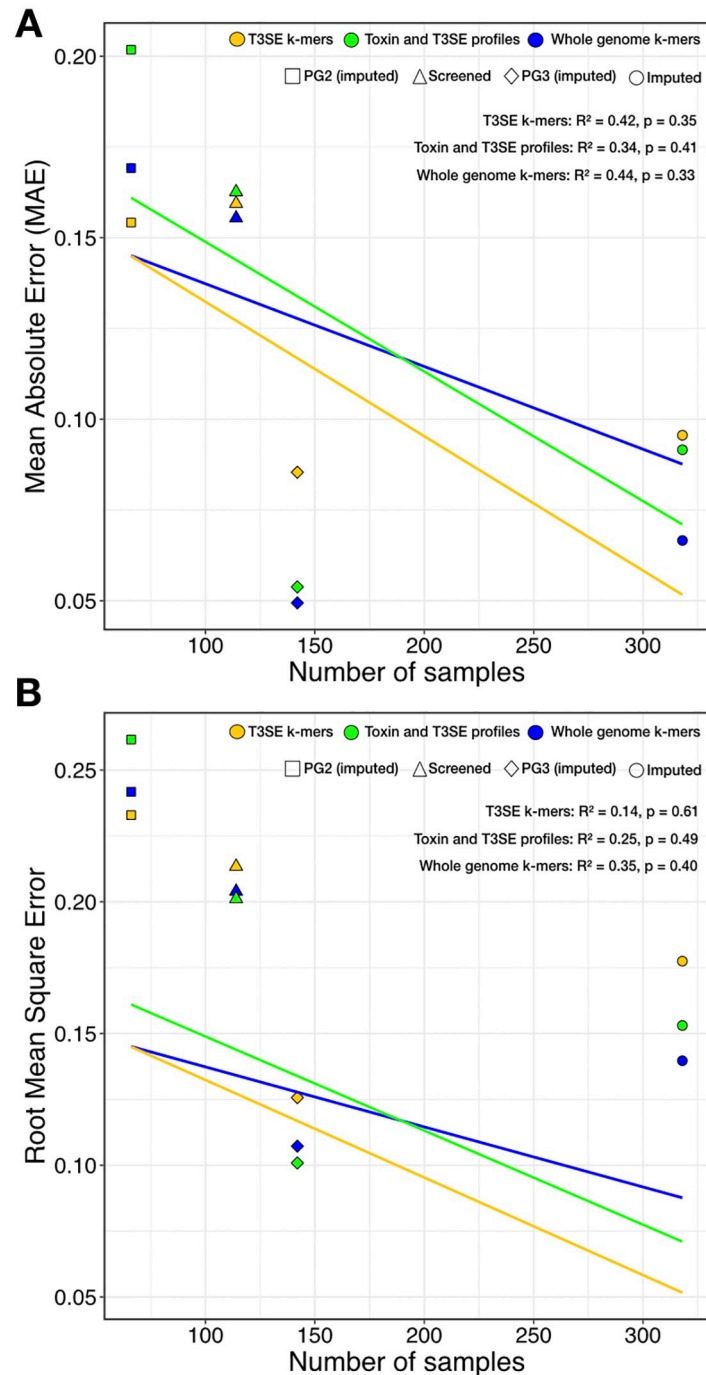 A
T3SE k-mers Toxin and T3SE profiles Whole genome k-mers
PG2 (imputed) Screened PG3 (imputed) Imputed
T3SE k-mers: R² = 0.42, p = 0.35
Toxin and T3SE profiles: R² = 0.34, p = 0.41
Whole genome k-mers: R² = 0.44, p = 0.33
Mean Absolute Error (MAE)
0.20
0.15
0.10
0.05
100 150 200 250 300
Number of samples
B
T3SE k-mers Toxin and T3SE profiles Whole genome k-mers
PG2 (imputed) Screened PG3 (imputed) Imputed
T3SE k-mers: R² = 0.14, p = 0.61
Toxin and T3SE profiles: R² = 0.25, p = 0.49
Whole genome k-mers: R² = 0.35, p = 0.40
Root Mean Square Error
0.25
0.20
0.15
0.10
0.05
100 150 200 250 300
Number of samples